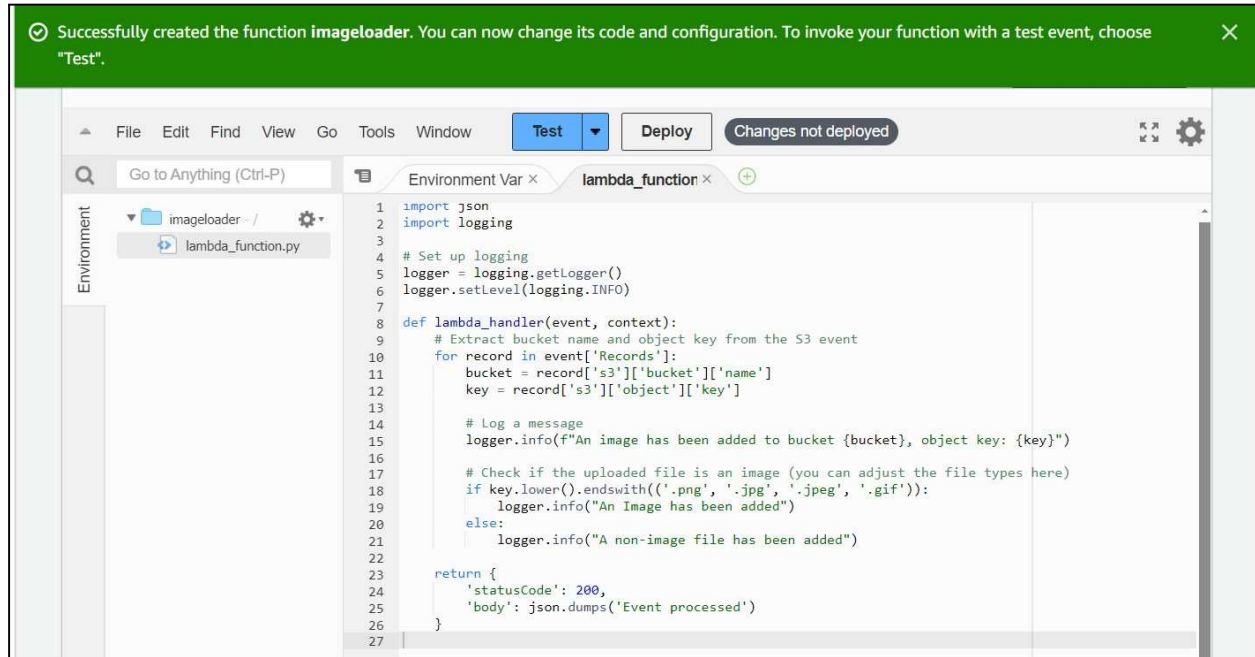 Successfully created the function imageloader. You can now change its code and configuration. To invoke your function with a test event, choose
"Test".
File Edit Find View Go Tools Window Test Deploy Changes not deployed
Go to Anything (Ctrl-P)
Environment Var × lambda_function ×
Environment
imageloader - /
lambda_function.py
1 import json
2 import logging
3
4 # Set up logging
5 logger = logging.getLogger()
6 logger.setLevel(logging.INFO)
7
8 def lambda_handler(event, context):
9     # Extract bucket name and object key from the S3 event
10     for record in event['Records']:
11         bucket = record['s3']['bucket']['name']
12         key = record['s3']['object']['key']
13
14         # Log a message
15         logger.info(f"An image has been added to bucket {bucket}, object key: {key}")
16
17         # Check if the uploaded file is an image (you can adjust the file types here)
18         if key.lower().endswith(('.png', '.jpg', '.jpeg', '.gif')):
19             logger.info("An Image has been added")
20         else:
21             logger.info("A non-image file has been added")
22
23     return {
24         'statusCode': 200,
25         'body': json.dumps('Event processed')
26     }
27